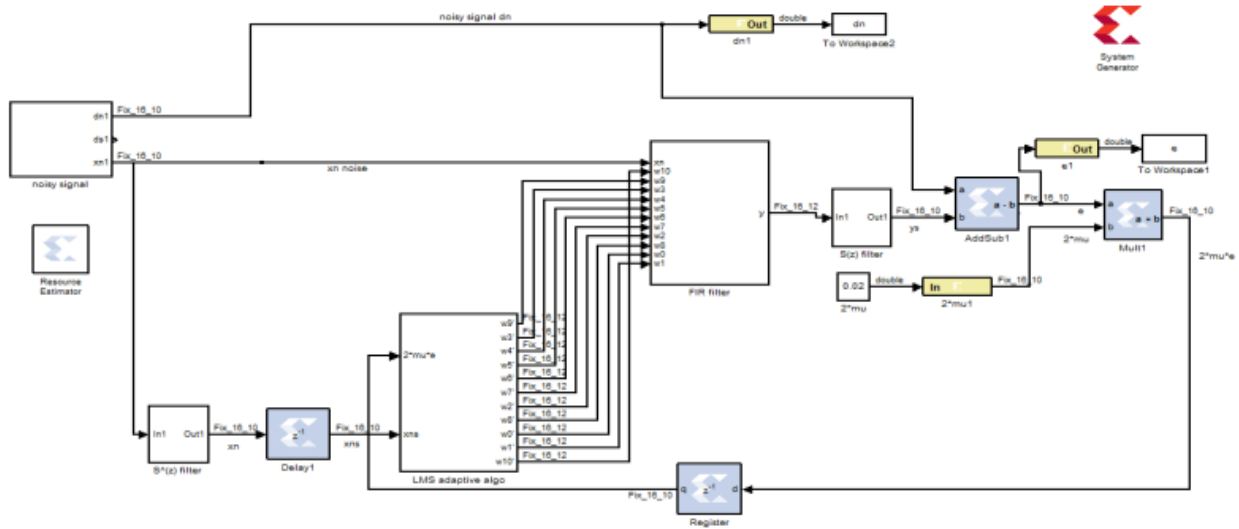 noisy signal dn
Out
double
dn
dn1
To Workspace2
System
Generator
Fix_16_10
dn1
ds1
Fix_16_10
xn1
noisy signal
xn noise
Resource
Estimator
xn
w10
w9
w3
w4
w5
w6
w7
w2
w8
w0
w1
y
FIR filter
Fix_16_12
In1
Out1
S(z) filter
Fix_16_10
ys
a
b
a - b
AddSub1
Out
double
e
e1
To Workspace1
Fix_16_10
Fix_16_10
e
2*mu
a
b
Mult1
Fix_16_10
2*mu*e
0.02
double
2*mu
In
Fix_16_10
2*mu1
2*mu*e
xns
w9'
w3'
w4'
w5'
w6'
w7'
w2'
w8'
w0'
w1'
w10'
Fix_16_12
Fix_16_12
Fix_16_12
Fix_16_12
Fix_16_12
Fix_16_12
Fix_16_12
Fix_16_12
Fix_16_12
Fix_16_12
Fix_16_12
LMS adaptive algo
In1
Out1
S^(z) filter
Fix_16_10
xn
z-1
Delay1
Fix_16_10
xns
Fix_16_10
q
z-1
d
Register